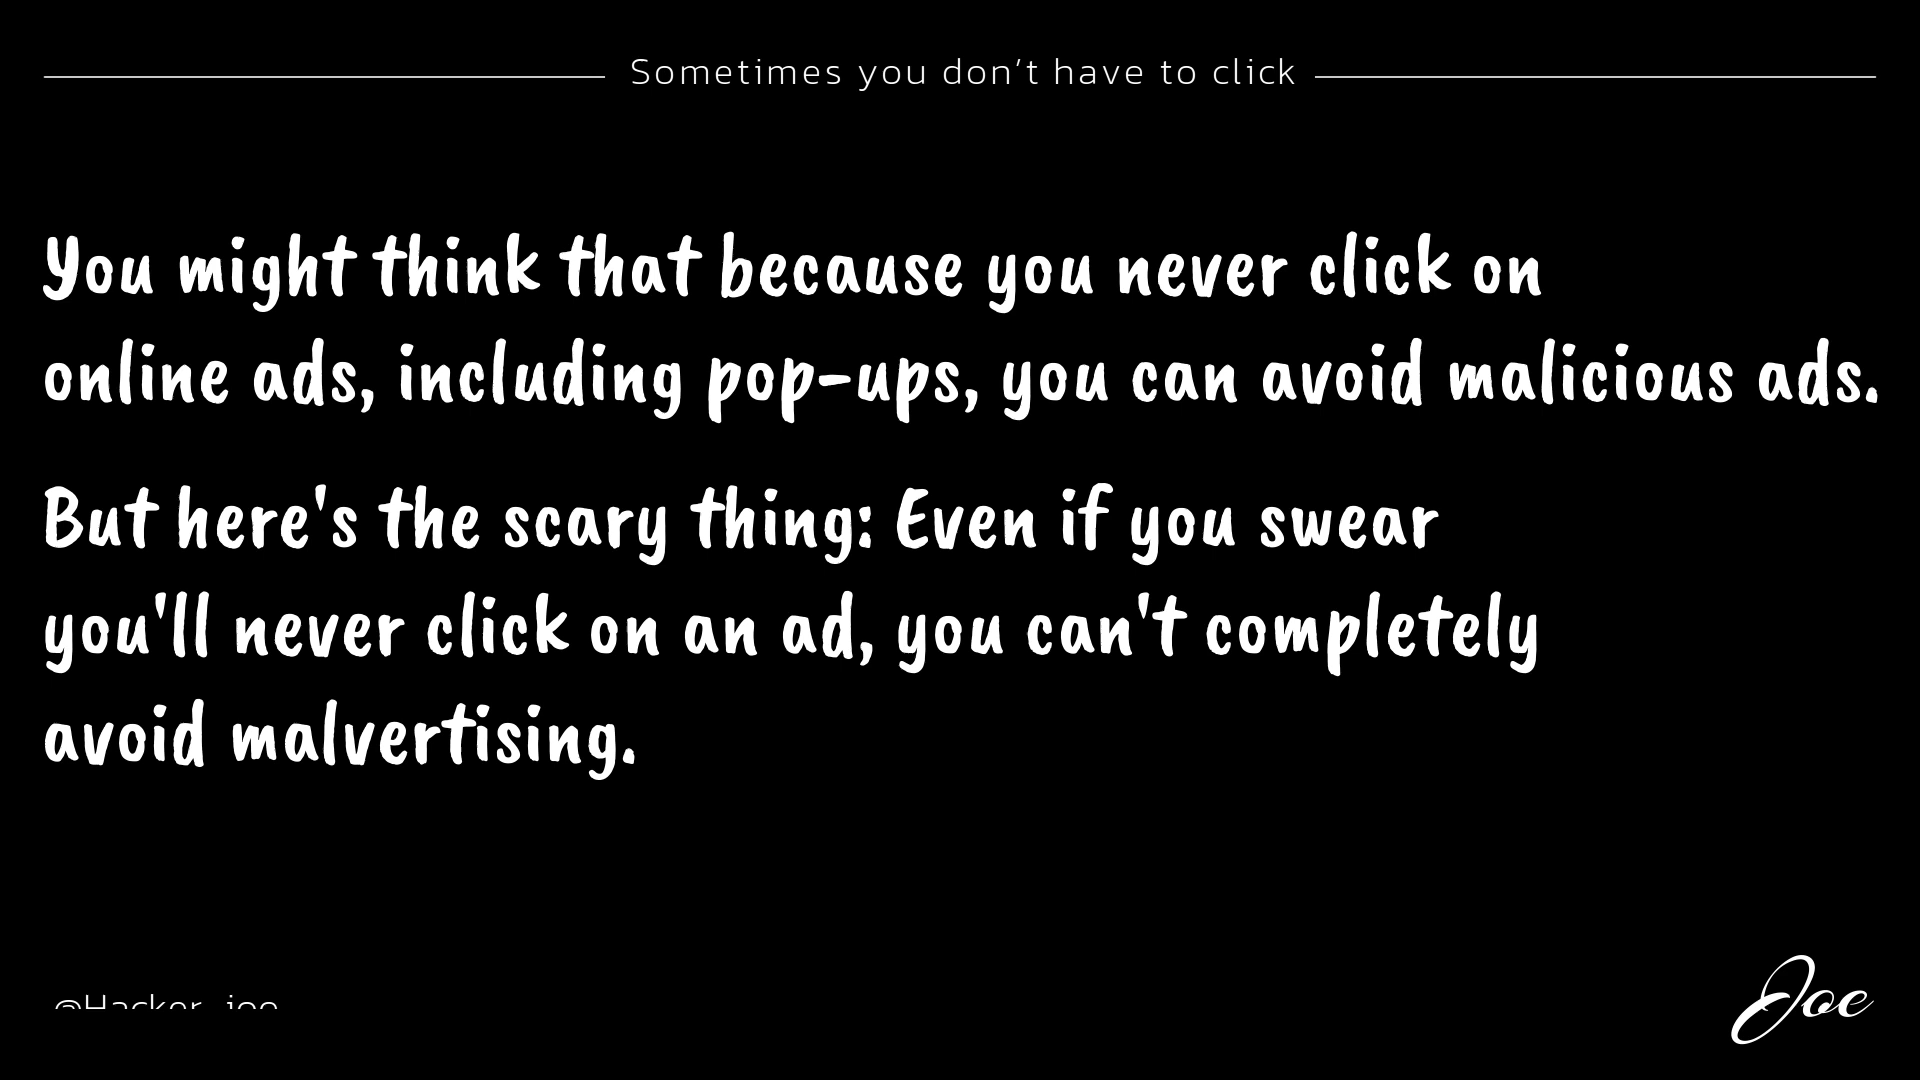 Sometimes you don’t have to click
You might think that because you never click on
online ads, including pop-ups, you can avoid malicious ads.
But here's the scary thing: Even if you swear
you'll never click on an ad, you can't completely
avoid malvertising.
@Hacker_joe
Joe